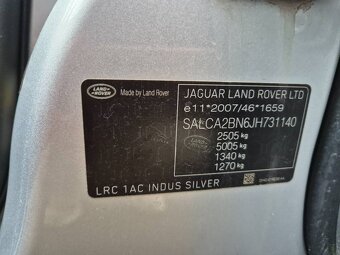 LAND ROVER
Made by Land Rover
JAGUAR LAND ROVER LTD
e11*2007/46*1659
SALCA2BN6JH731140
2505 kg
5005 kg
1340 kg
1270 kg
LRC 1AC INDUS SILVER